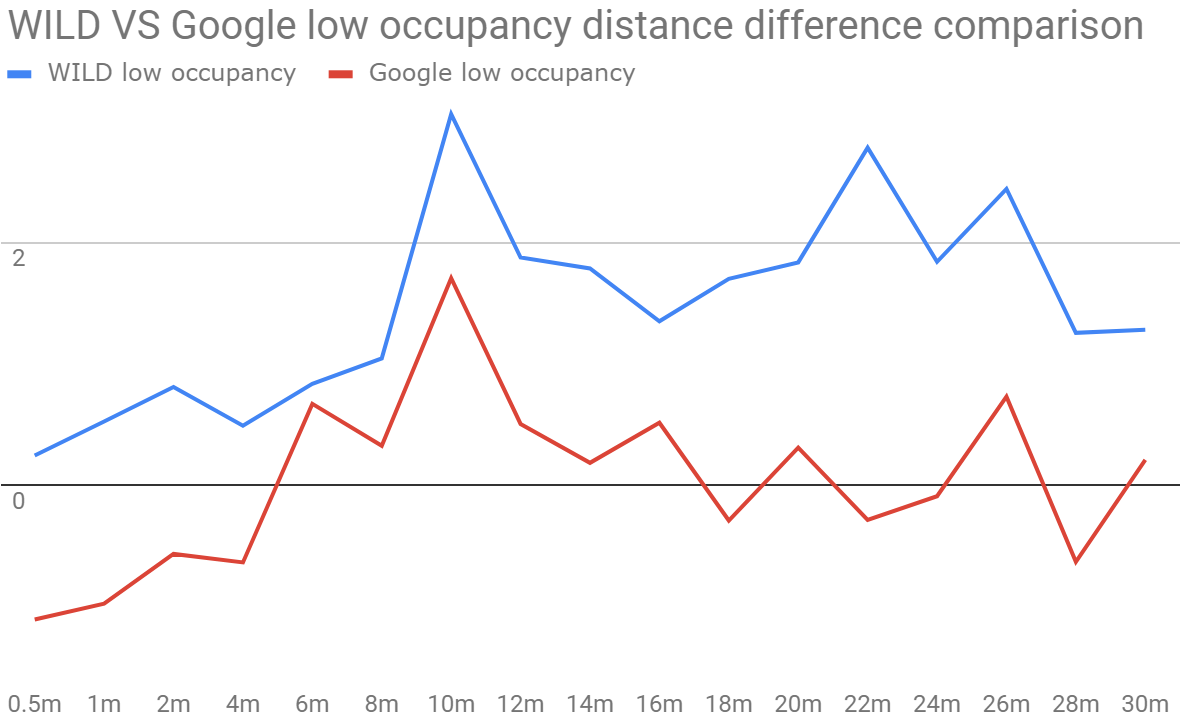 WILD VS Google low occupancy distance difference comparison
WILD low occupancy Google low occupancy
2
0
0.5m 1m 2m 4m 6m 8m 10m 12m 14m 16m 18m 20m 22m 24m 26m 28m 30m